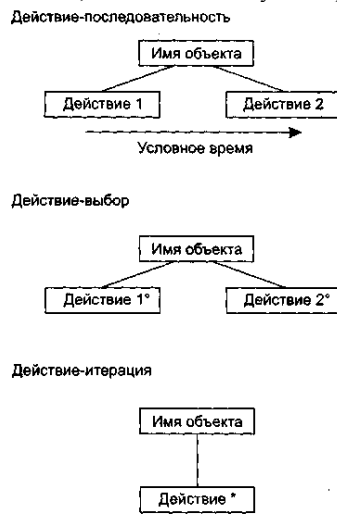 Действие-последовательность
Имя объекта
Действие 1 Действие 2
Условное время
Действие-выбор
Имя объекта
Действие 1° Действие 2°
Действие-итерация
Имя объекта
Действие *